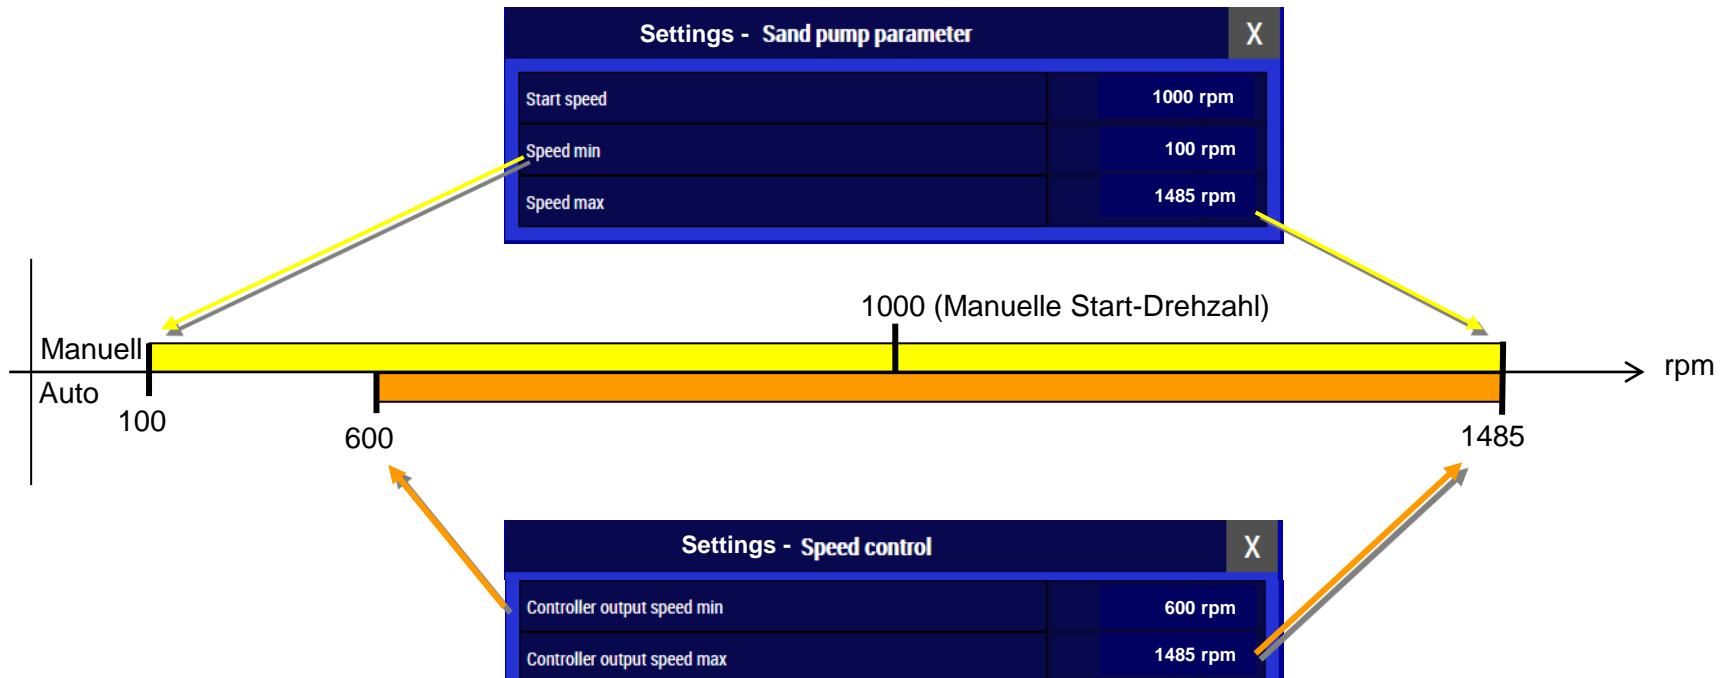 Settings - Sand pump parameter X
Start speed 1000 rpm
Speed min 100 rpm
Speed max 1485 rpm
1000 (Manuelle Start-Drehzahl)
Manuell
rpm
Auto
100
600
1485
Settings - Speed control X
Controller output speed min 600 rpm
Controller output speed max 1485 rpm